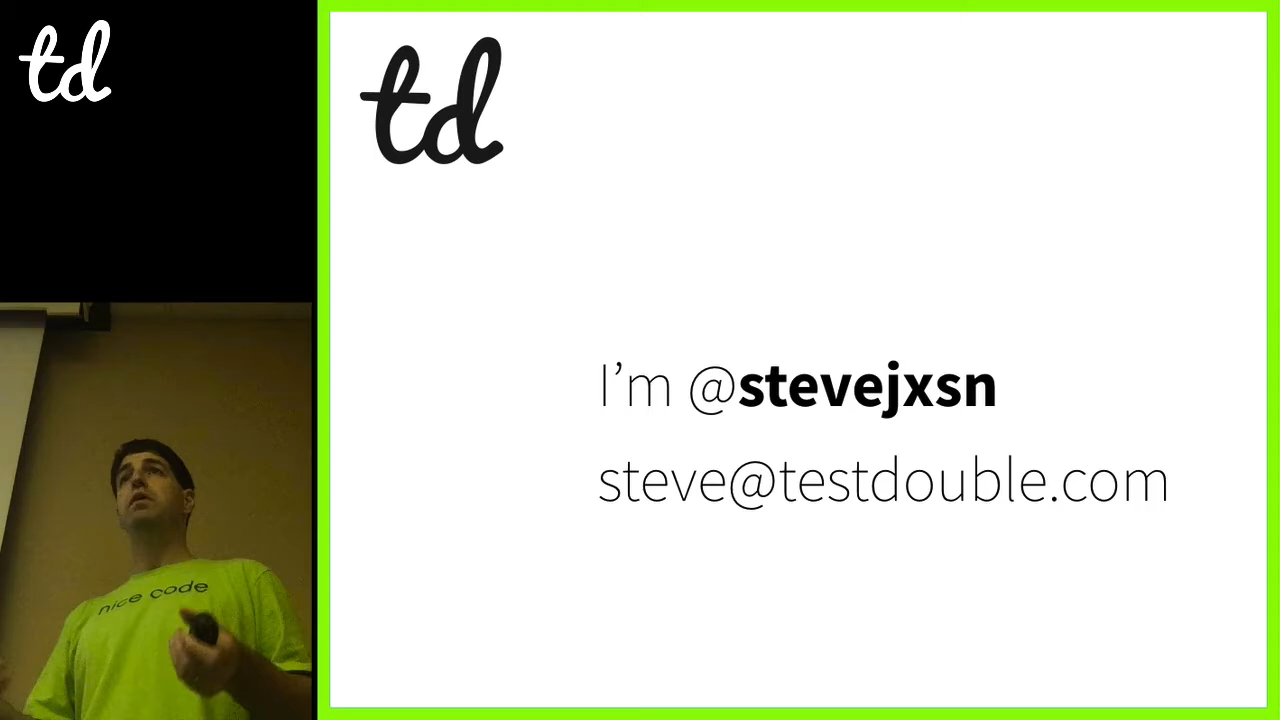 td
td
I’m @stevejxsn
steve@testdouble.com
nice code